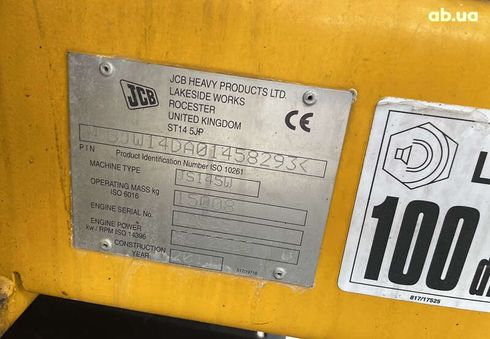 ab.ua
JCB
JCB HEAVY PRODUCTS LTD.
LAKESIDE WORKS
ROCESTER
UNITED KINGDOM
ST14 5JP
CE
PIN
Product Identification Number ISO 10261
MACHINE TYPE JS145W
OPERATING MASS kg 15008
ISO 6016
ENGINE SERIAL No.
ENGINE POWER
kw / RPM ISO 14396
CONSTRUCTION
YEAR
817/19718
100
817/17525